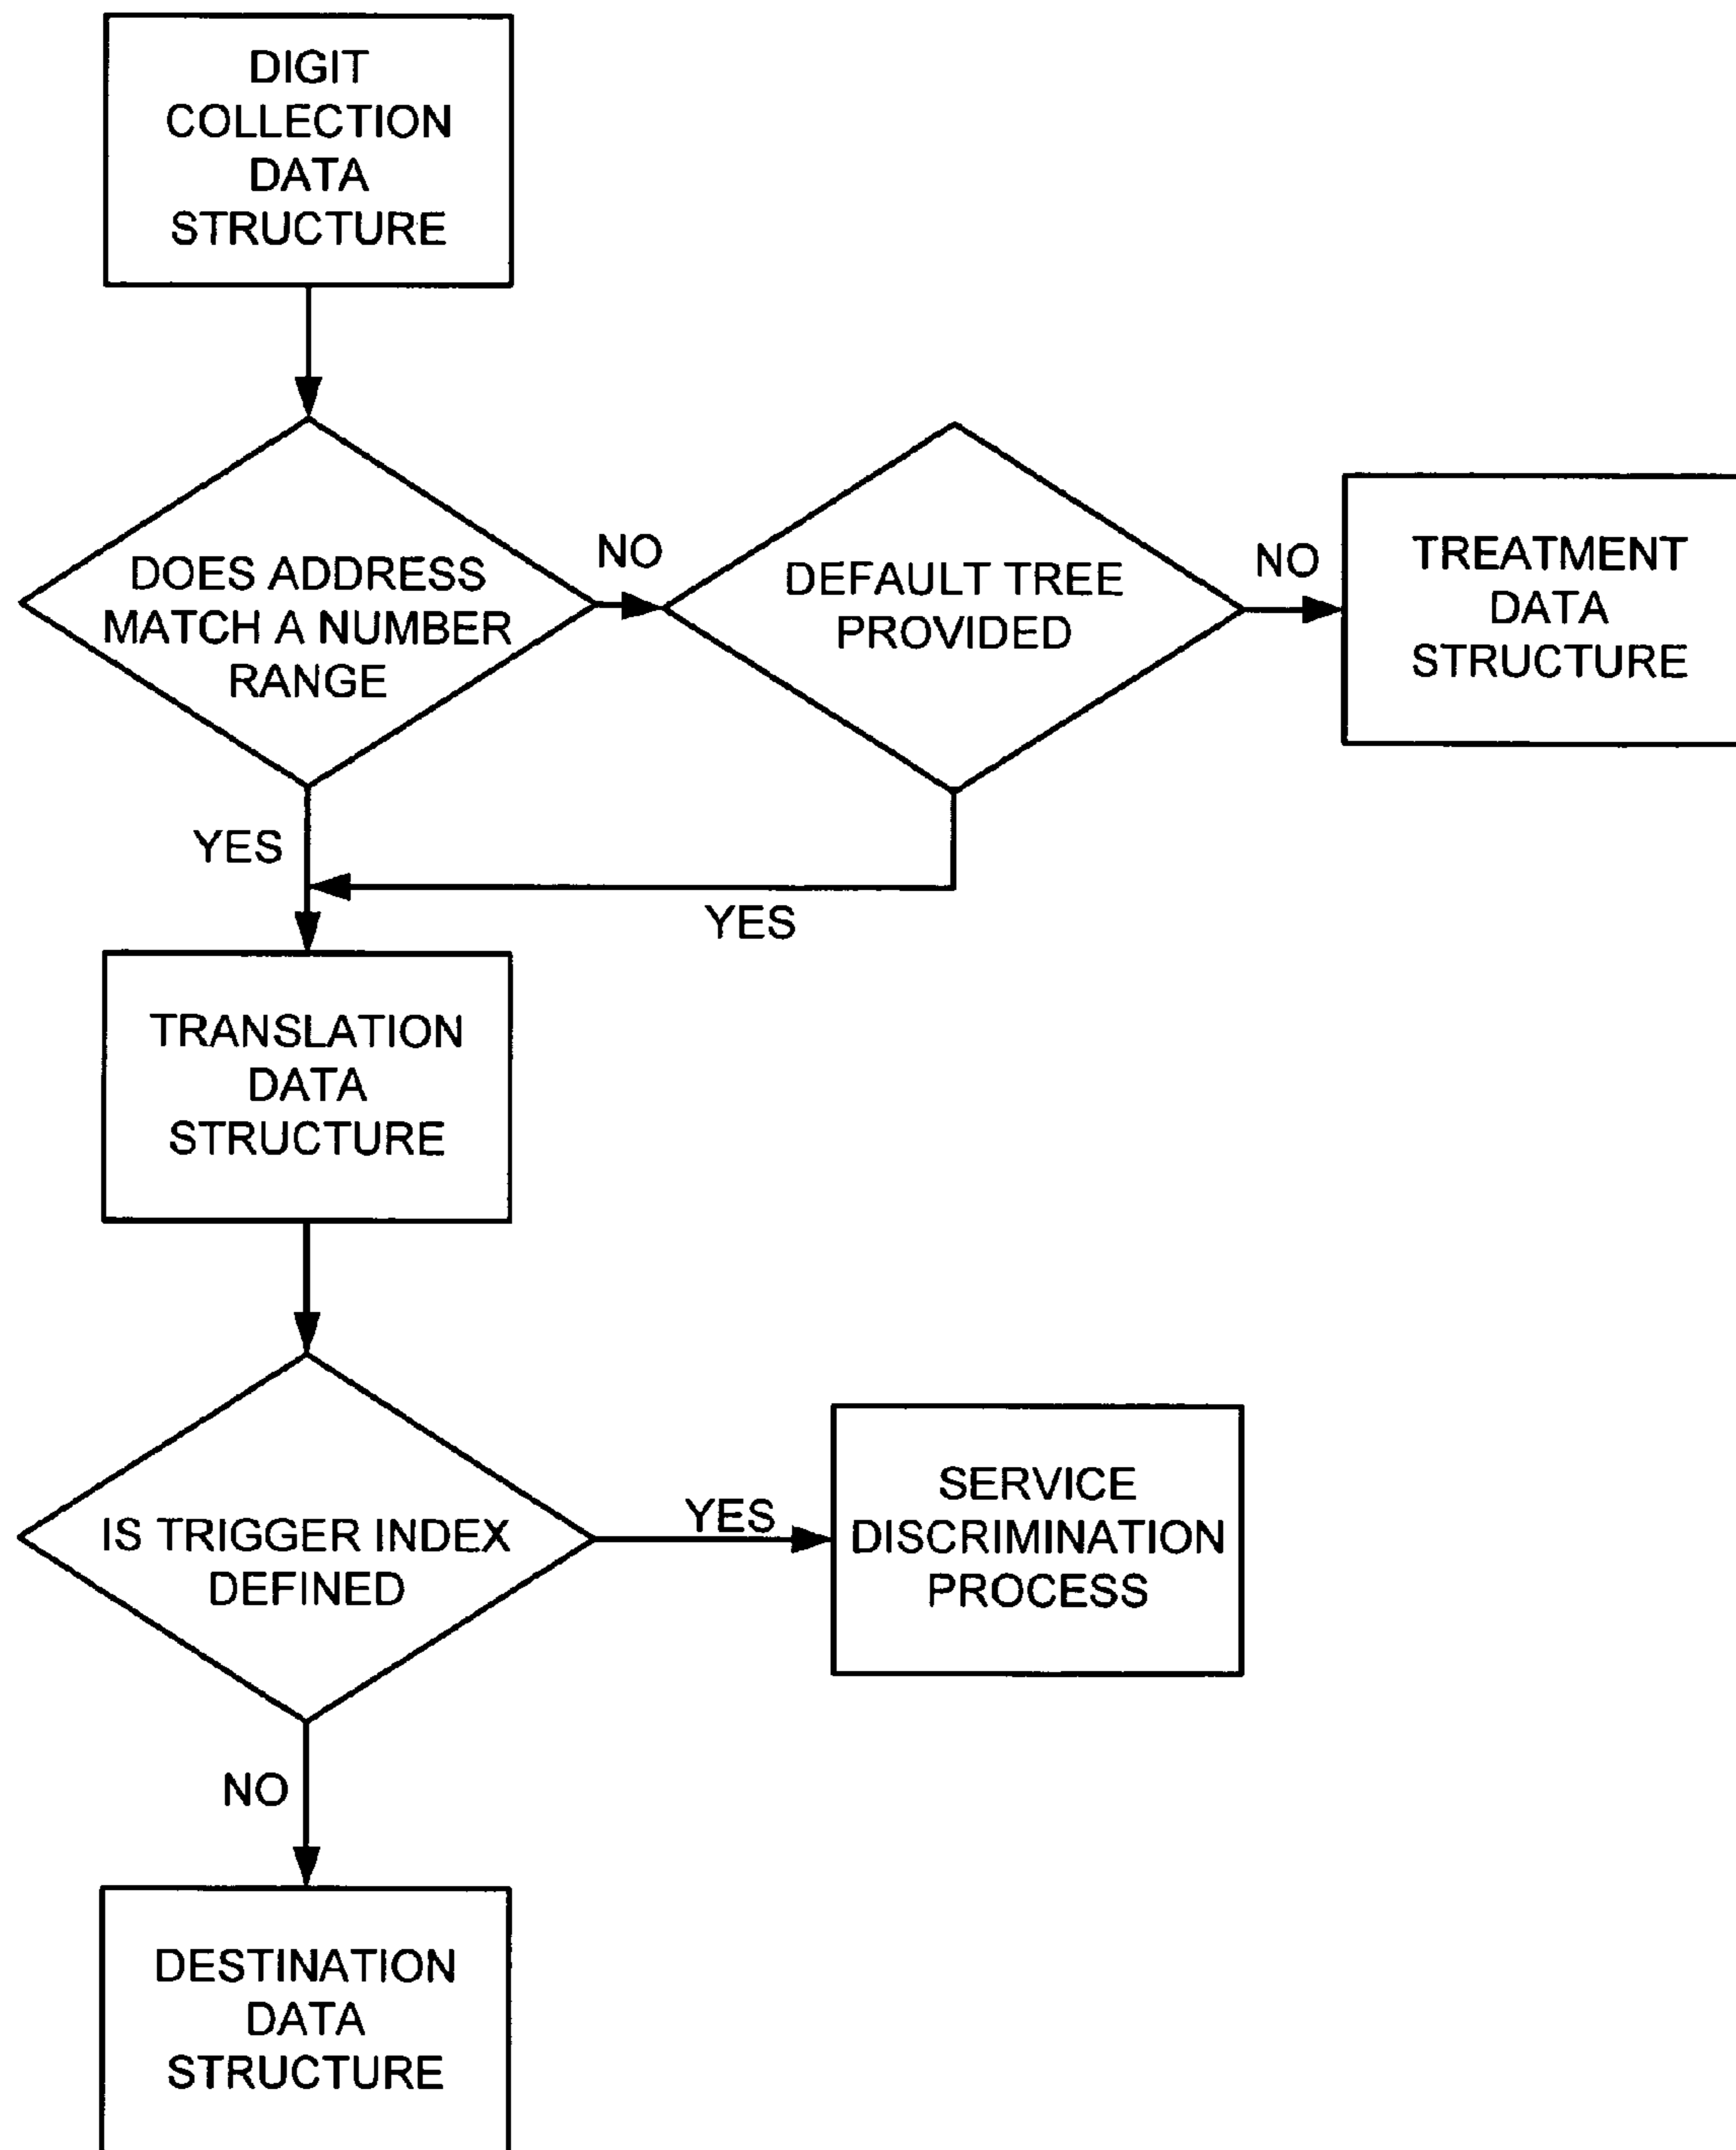 DIGIT
COLLECTION
DATA
STRUCTURE
DOES ADDRESS
MATCH A NUMBER
RANGE
NO
DEFAULT TREE
PROVIDED
NO
TREATMENT
DATA
STRUCTURE
YES
YES
TRANSLATION
DATA
STRUCTURE
IS TRIGGER INDEX
DEFINED
YES
SERVICE
DISCRIMINATION
PROCESS
NO
DESTINATION
DATA
STRUCTURE